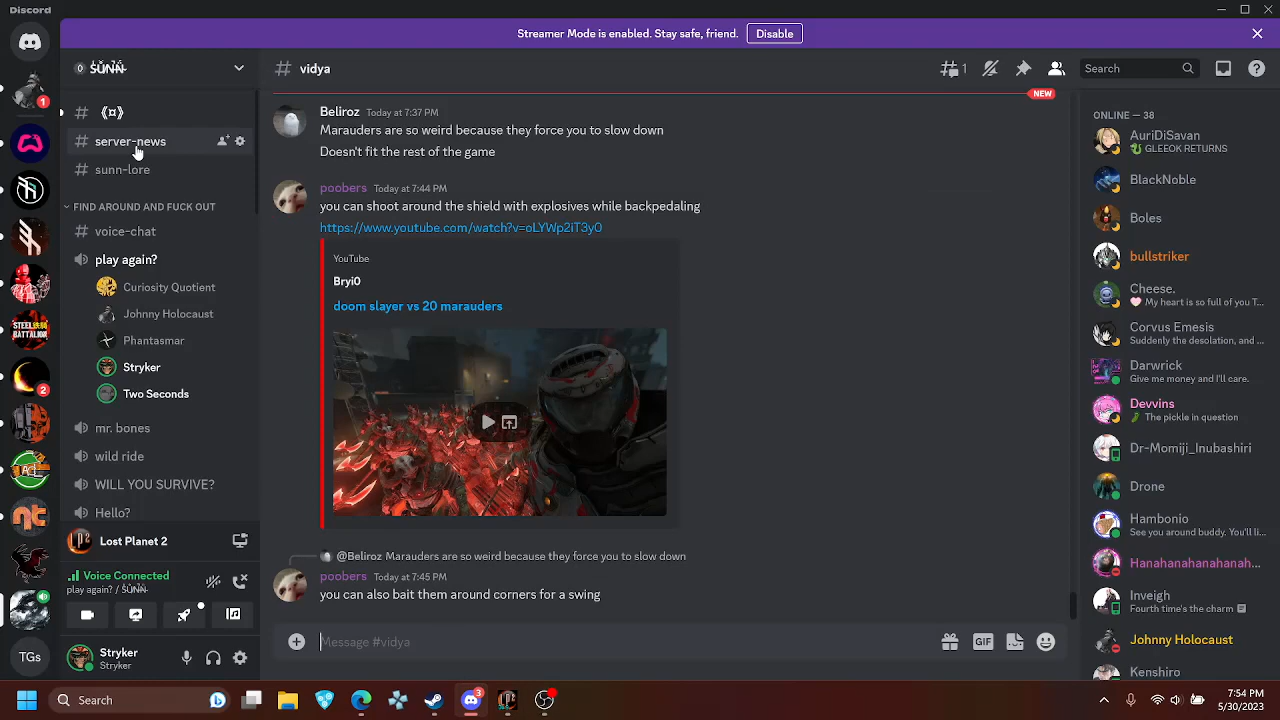 Discord
Streamer Mode is enabled. Stay safe, friend.
Disable
ŠÜŇŇ
# vidya
1
Search
# {¤}
# server-news
# sunn-lore
FIND AROUND AND FUCK OUT
# voice-chat
play again?
Curiosity Quotient
Johnny Holocaust
Phantasmar
Stryker
Two Seconds
mr. bones
wild ride
WILL YOU SURVIVE?
Hello?
Lost Planet 2
Voice Connected
play again? / ŠÜŇŇ
Stryker
Stryker
1
2
TGs
NEW
Beliroz Today at 7:37 PM
Marauders are so weird because they force you to slow down
Doesn't fit the rest of the game
poobers Today at 7:44 PM
you can shoot around the shield with explosives while backpedaling
https://www.youtube.com/watch?v=oLYWp2iT3y0
YouTube
Bryi0
doom slayer vs 20 marauders
@Beliroz Marauders are so weird because they force you to slow down
poobers Today at 7:45 PM
you can also bait them around corners for a swing
Message #vidya
GIF
ONLINE — 38
AuriDiSavan
GLEEOK RETURNS
BlackNoble
Boles
bullstriker
Cheese.
My heart is so full of you T...
Corvus Emesis
Suddenly the desolation, and ...
Darwrick
Give me money and I'll care.
Devvins
The pickle in question
Dr-Momiji_Inubashiri
Drone
Hambonio
See you around buddy. You'll li...
Hanahanahanahanah...
Inveigh
Fourth time's the charm
Johnny Holocaust
Kenshiro
Search
3
7:54 PM
5/30/2023